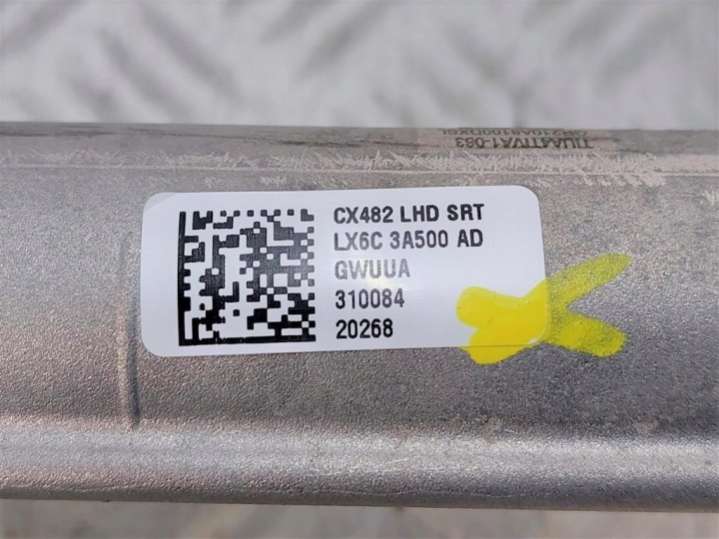 CX482 LHD SRT
LX6C 3A500 AD
GWUUA
310084
20268